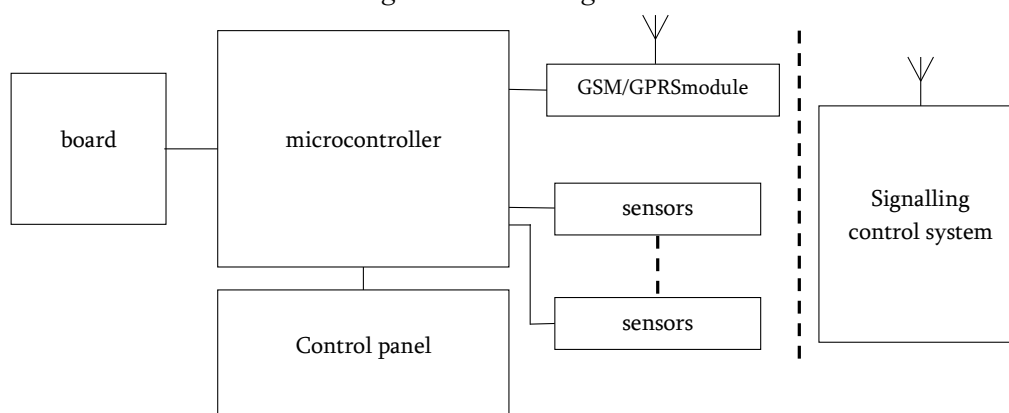 GSM/GPRSmodule
board
microcontroller
Signalling
control system
sensors
sensors
Control panel